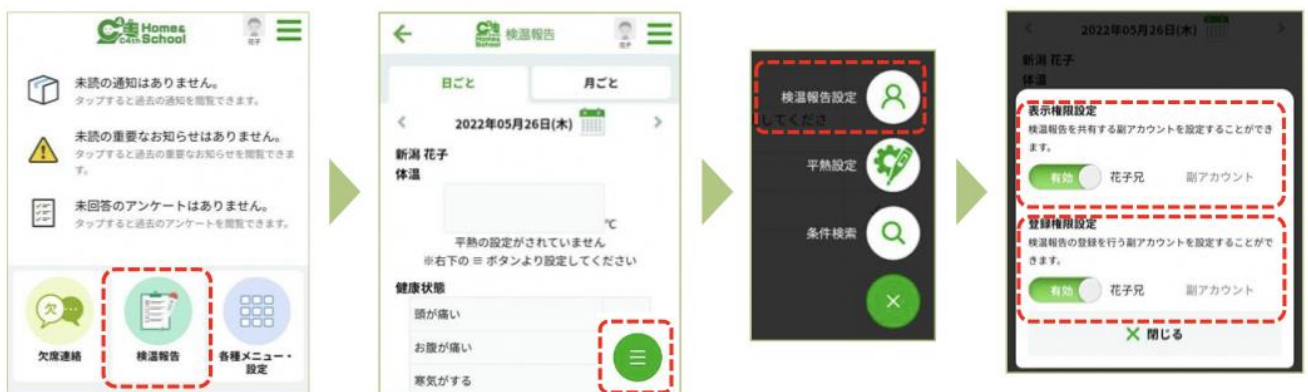 C4th Home& School
花子
未読の通知はありません。
タップすると過去の通知を閲覧できます。
未読の重要なお知らせはありません。
タップすると過去の重要なお知らせを閲覧できま
す。
未回答のアンケートはありません。
タップすると過去のアンケートを閲覧できます。
欠
欠席連絡
検温報告
各種メニュー・
設定
検温報告
花子
日ごと
月ごと
2022年05月26日(木)
新潟 花子
体温
℃
平熱の設定がされていません
※右下の ≡ ボタンより設定してください
健康状態
頭が痛い
お腹が痛い
寒気がする
検温報告設定
してくださ
平熱設定
条件検索
2022年05月26日(木)
新潟 花子
体温
表示権限設定
検温報告を共有する副アカウントを設定することができ
ます。
有効 花子兄 副アカウント
登録権限設定
検温報告の登録を行う副アカウントを設定することがで
きます。
有効 花子兄 副アカウント
× 閉じる